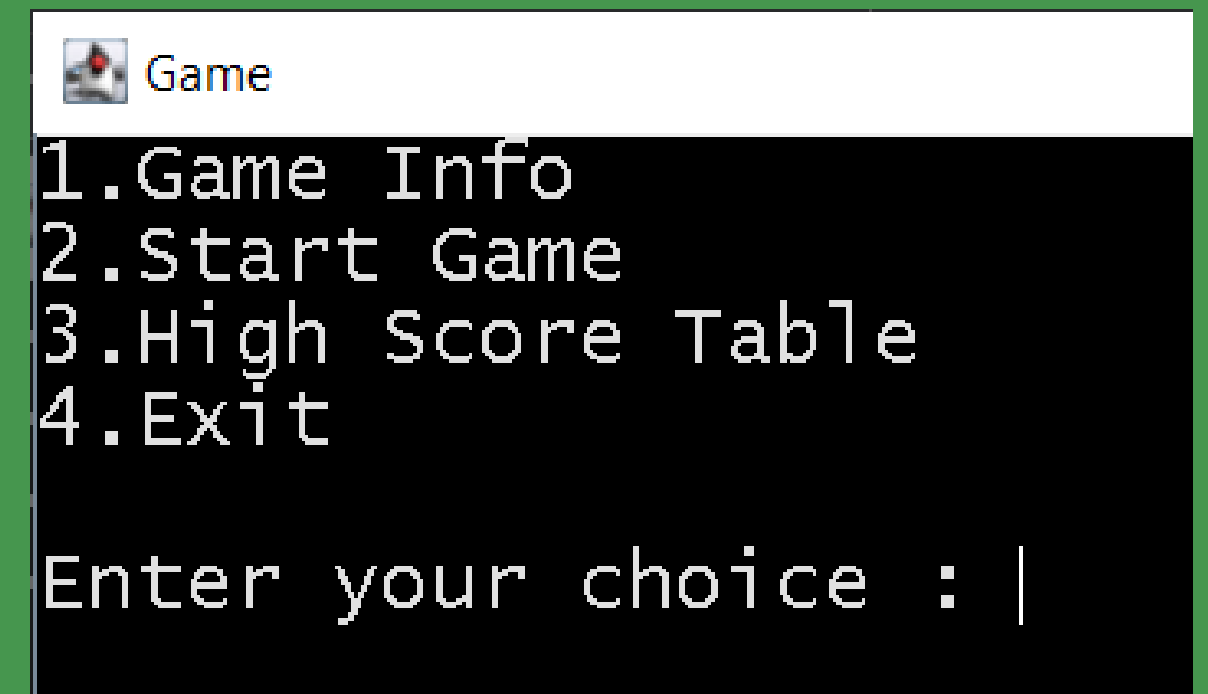 Game
1.Game Info
2.Start Game
3.High Score Table
4.Exit
Enter your choice :